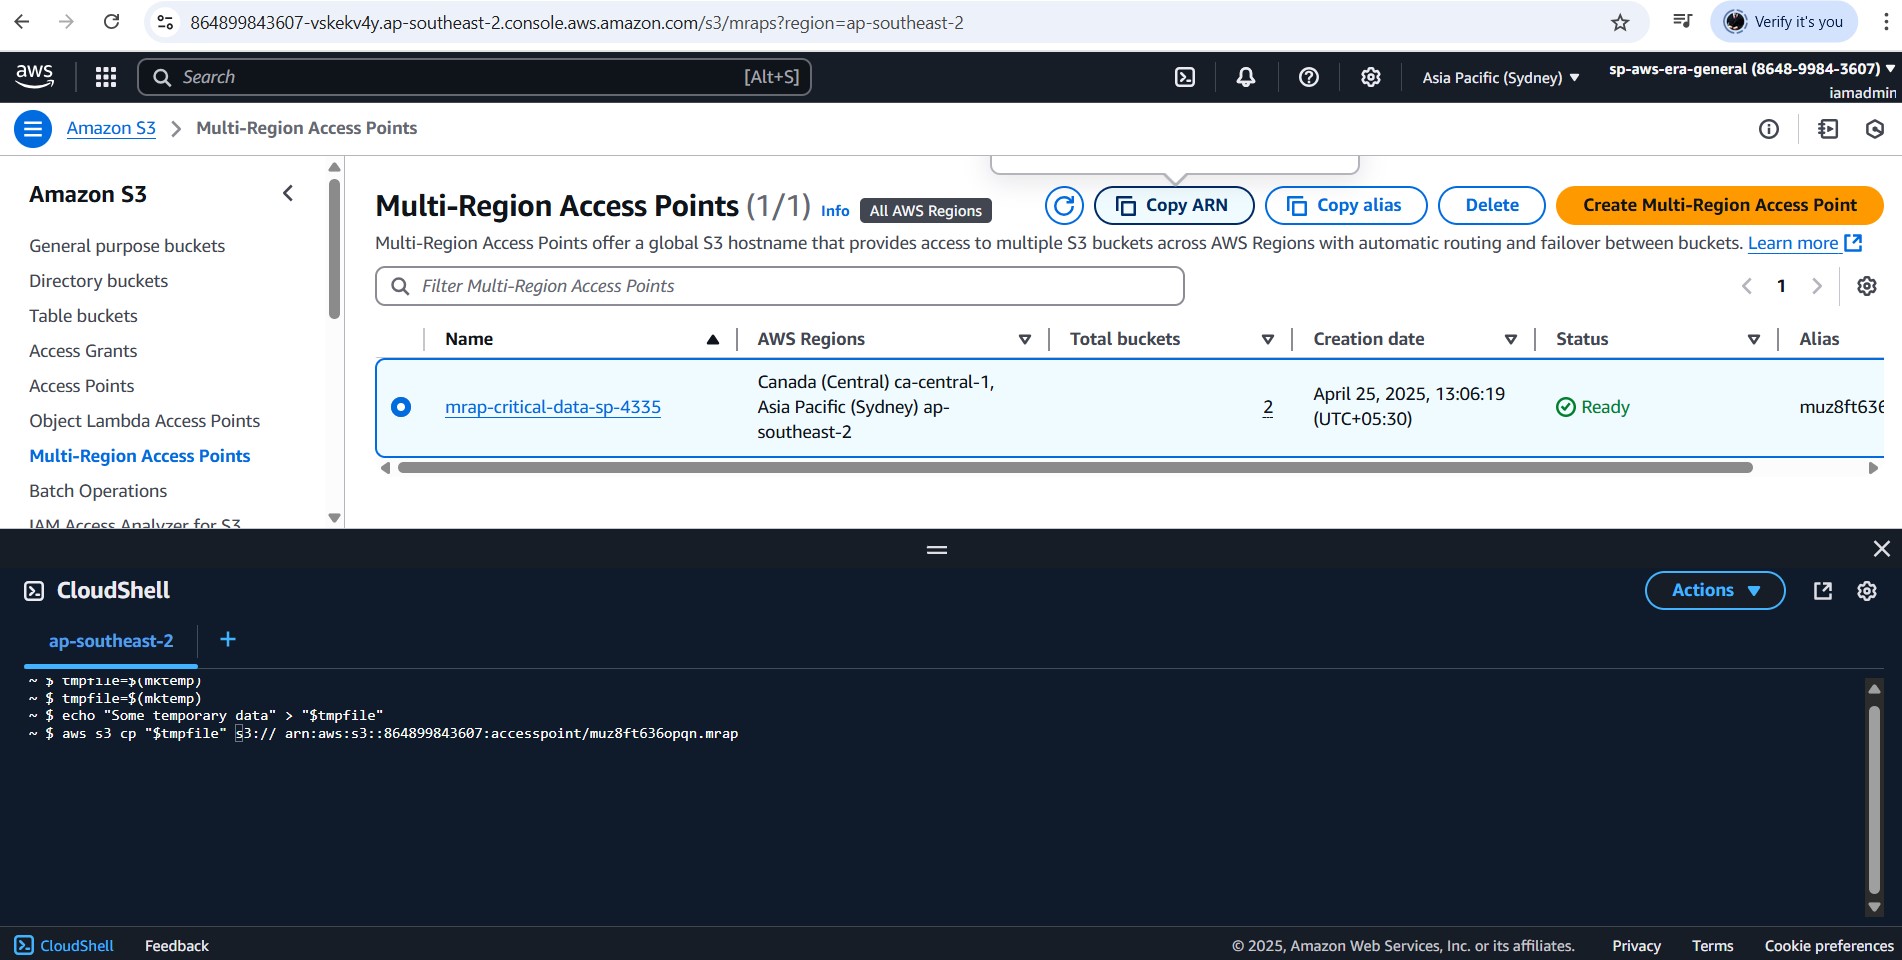 864899843607-vskekv4y.ap-southeast-2.console.aws.amazon.com/s3/mraps?region=ap-southeast-2
Verify it's you
aws
Search
[Alt+S]
Asia Pacific (Sydney)
sp-aws-era-general (8648-9984-3607)
iamadmin
Amazon S3
Multi-Region Access Points
Amazon S3
General purpose buckets
Directory buckets
Table buckets
Access Grants
Access Points
Object Lambda Access Points
Multi-Region Access Points
Batch Operations
IAM Access Analyzer for S3
Multi-Region Access Points (1/1) Info All AWS Regions
Copy ARN
Copy alias
Delete
Create Multi-Region Access Point
Multi-Region Access Points offer a global S3 hostname that provides access to multiple S3 buckets across AWS Regions with automatic routing and failover between buckets. Learn more
Filter Multi-Region Access Points
1
Name
AWS Regions
Total buckets
Creation date
Status
Alias
mrap-critical-data-sp-4335
Canada (Central) ca-central-1,
Asia Pacific (Sydney) ap-
southeast-2
2
April 25, 2025, 13:06:19
(UTC+05:30)
Ready
muz8ft636
CloudShell
Actions
ap-southeast-2
+
~ $ tmpfile=$(mktemp)
~ $ tmpfile=$(mktemp)
~ $ echo "Some temporary data" > "$tmpfile"
~ $ aws s3 cp "$tmpfile" s3:// arn:aws:s3::864899843607:accesspoint/muz8ft636opqn.mrap
CloudShell
Feedback
© 2025, Amazon Web Services, Inc. or its affiliates.
Privacy
Terms
Cookie preferences